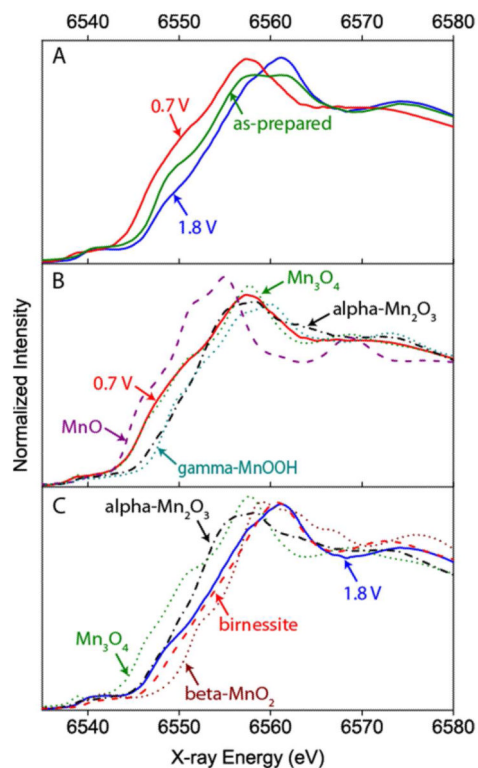 6540 6550 6560 6570 6580
A
0.7 V
as-prepared
1.8 V
B
Mn3O4
alpha-Mn2O3
0.7 V
MnO
gamma-MnOOH
Normalized Intensity
C
alpha-Mn2O3
1.8 V
birnessite
Mn3O4
beta-MnO2
6540 6550 6560 6570 6580
X-ray Energy (eV)